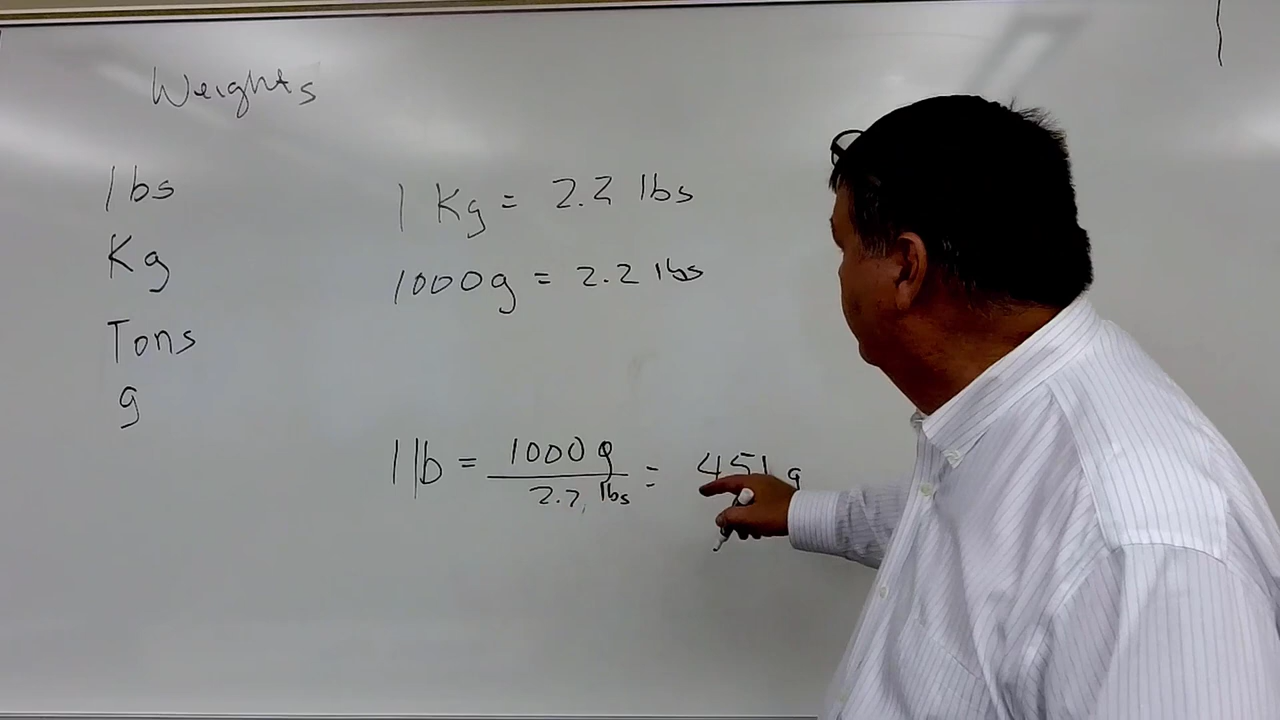 Weights
lbs
Kg
Tons
g
1 Kg = 2.2 lbs
1000g = 2.2 lbs
1 lb = 1000 g / 2.2 lbs = 451 g